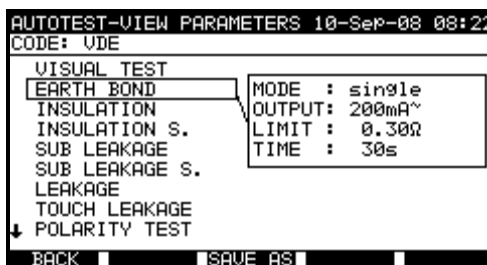 AUTOTEST-VIEW PARAMETERS 10-Sep-08 08:22
CODE: VDE
VISUAL TEST
EARTH BOND
INSULATION
INSULATION S.
SUB LEAKAGE
SUB LEAKAGE S.
LEAKAGE
TOUCH LEAKAGE
POLARITY TEST
MODE : single
OUTPUT: 200mA~
LIMIT : 0.30Ω
TIME : 30s
BACK SAVE AS